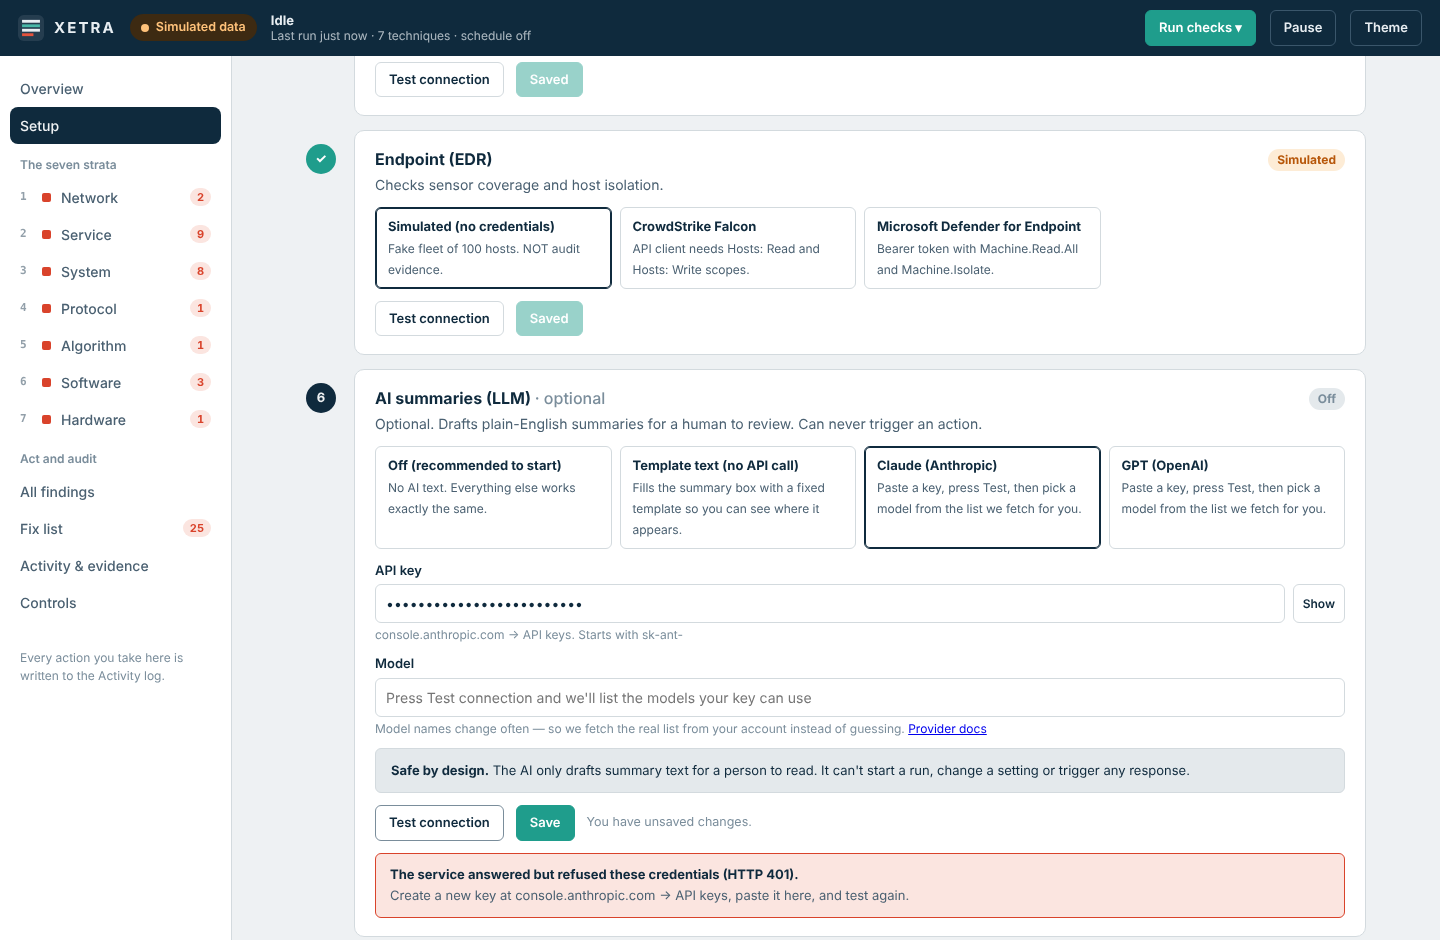 XETRA
Simulated data
Idle
Last run just now · 7 techniques · schedule off
Run checks ▾
Pause
Theme
Overview
Setup
The seven strata
1 Network 2
2 Service 9
3 System 8
4 Protocol 1
5 Algorithm 1
6 Software 3
7 Hardware 1
Act and audit
All findings
Fix list 25
Activity & evidence
Controls
Every action you take here is
written to the Activity log.
Test connection
Saved
Endpoint (EDR)
Simulated
Checks sensor coverage and host isolation.
Simulated (no credentials)
Fake fleet of 100 hosts. NOT audit
evidence.
CrowdStrike Falcon
API client needs Hosts: Read and
Hosts: Write scopes.
Microsoft Defender for Endpoint
Bearer token with Machine.Read.All
and Machine.Isolate.
Test connection
Saved
6
AI summaries (LLM) · optional
Off
Optional. Drafts plain-English summaries for a human to review. Can never trigger an action.
Off (recommended to start)
No AI text. Everything else works
exactly the same.
Template text (no API call)
Fills the summary box with a fixed
template so you can see where it
appears.
Claude (Anthropic)
Paste a key, press Test, then pick a
model from the list we fetch for you.
GPT (OpenAI)
Paste a key, press Test, then pick a
model from the list we fetch for you.
API key
•••••••••••••••••••••••••
Show
console.anthropic.com → API keys. Starts with sk-ant-
Model
Press Test connection and we'll list the models your key can use
Model names change often — so we fetch the real list from your account instead of guessing. Provider docs
Safe by design. The AI only drafts summary text for a person to read. It can't start a run, change a setting or trigger any response.
Test connection
Save
You have unsaved changes.
The service answered but refused these credentials (HTTP 401).
Create a new key at console.anthropic.com → API keys, paste it here, and test again.